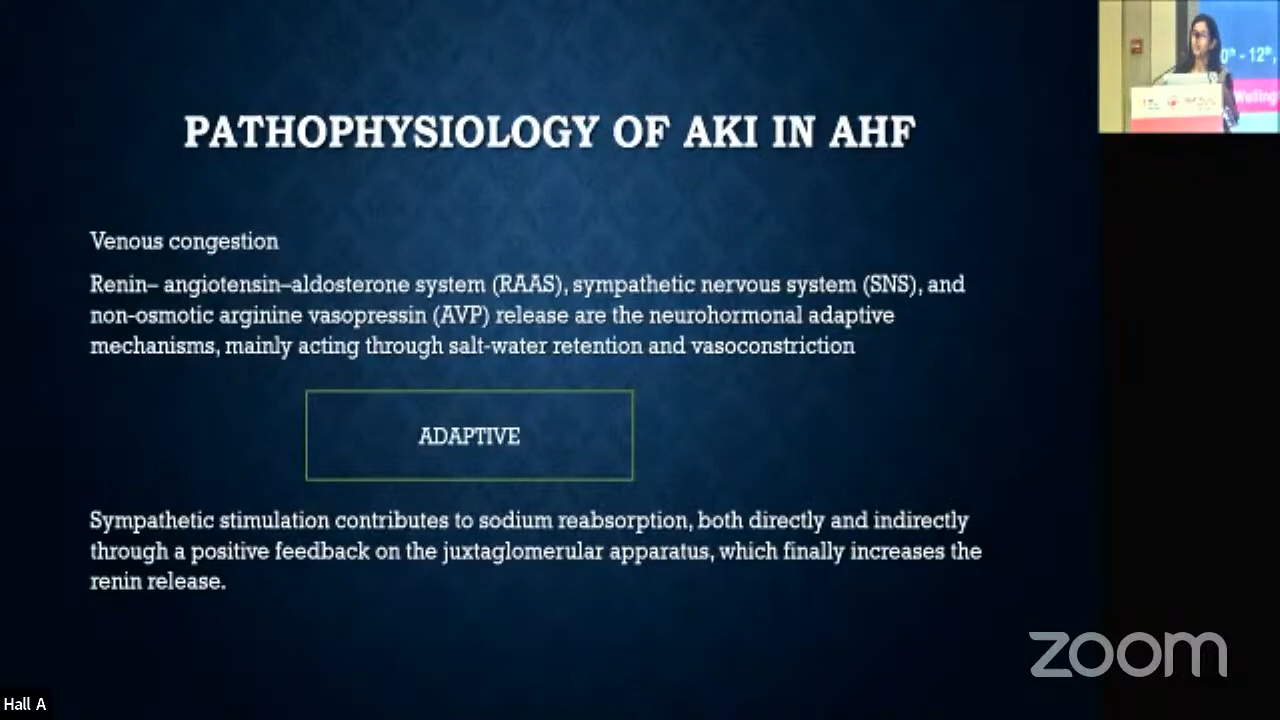 PATHOPHYSIOLOGY OF AKI IN AHF
Venous congestion
Renin– angiotensin–aldosterone system (RAAS), sympathetic nervous system (SNS), and
non-osmotic arginine vasopressin (AVP) release are the neurohormonal adaptive
mechanisms, mainly acting through salt-water retention and vasoconstriction
ADAPTIVE
Sympathetic stimulation contributes to sodium reabsorption, both directly and indirectly
through a positive feedback on the juxtaglomerular apparatus, which finally increases the
renin release.
0th - 12th,
Welling
zoom
Hall A